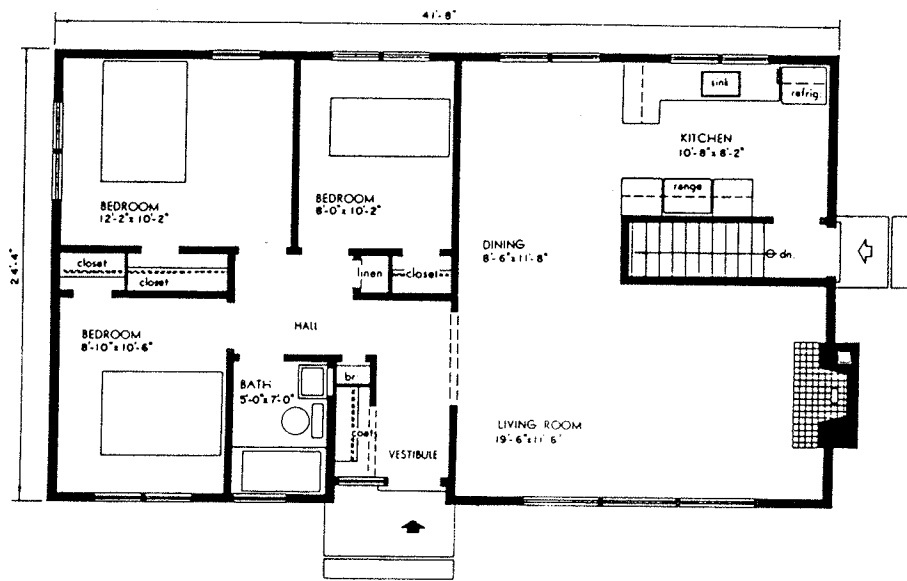 41'-8"
24'-4"
sink
refrig.
KITCHEN
10'-8" x 8'-2"
range
BEDROOM
12'-2" x 10'-2"
BEDROOM
8'-0" x 10'-2"
DINING
8'-6" x 11'-8"
dn.
closet
closet
linen
closet
BEDROOM
8'-10" x 10'-6"
HALL
BATH
5'-0" x 7'-0"
br
LIVING ROOM
19'-6" x 11'-6"
VESTIBULE